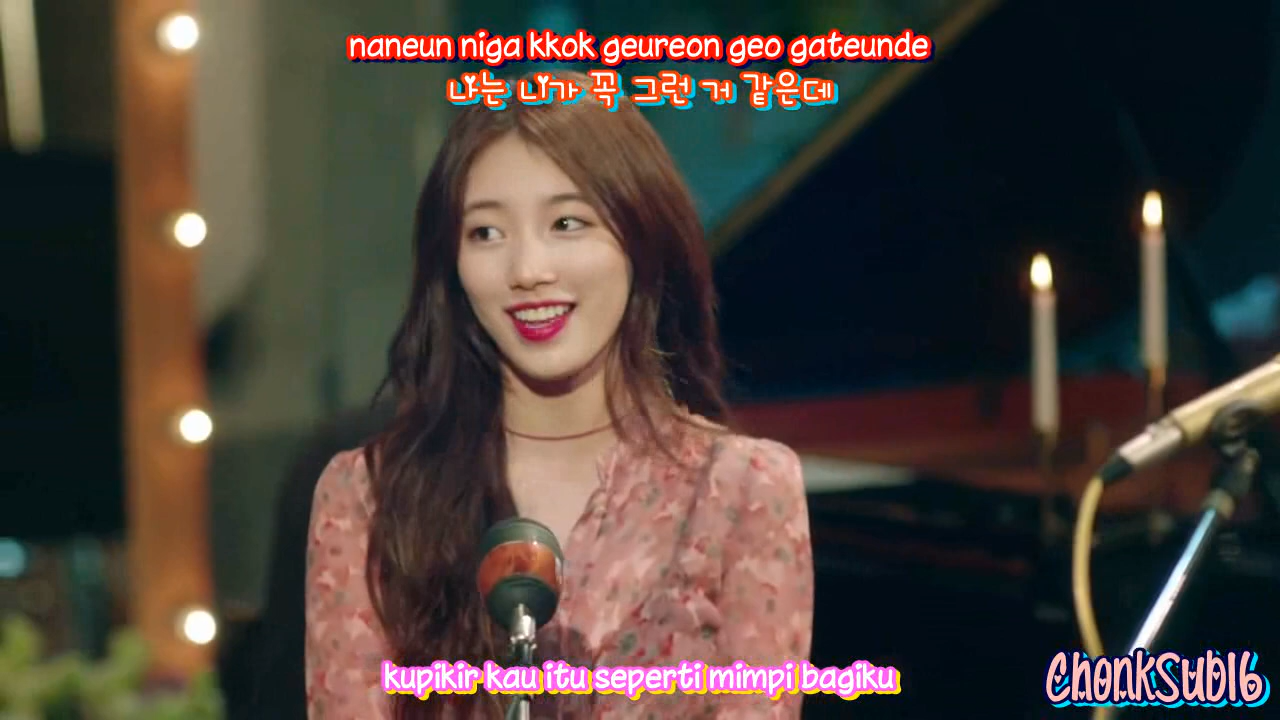 naneun niga kkok geureon geo gateunde
나는 니가 꼭 그런 거 같은데
kupikir kau itu seperti mimpi bagiku
ChonkSub16